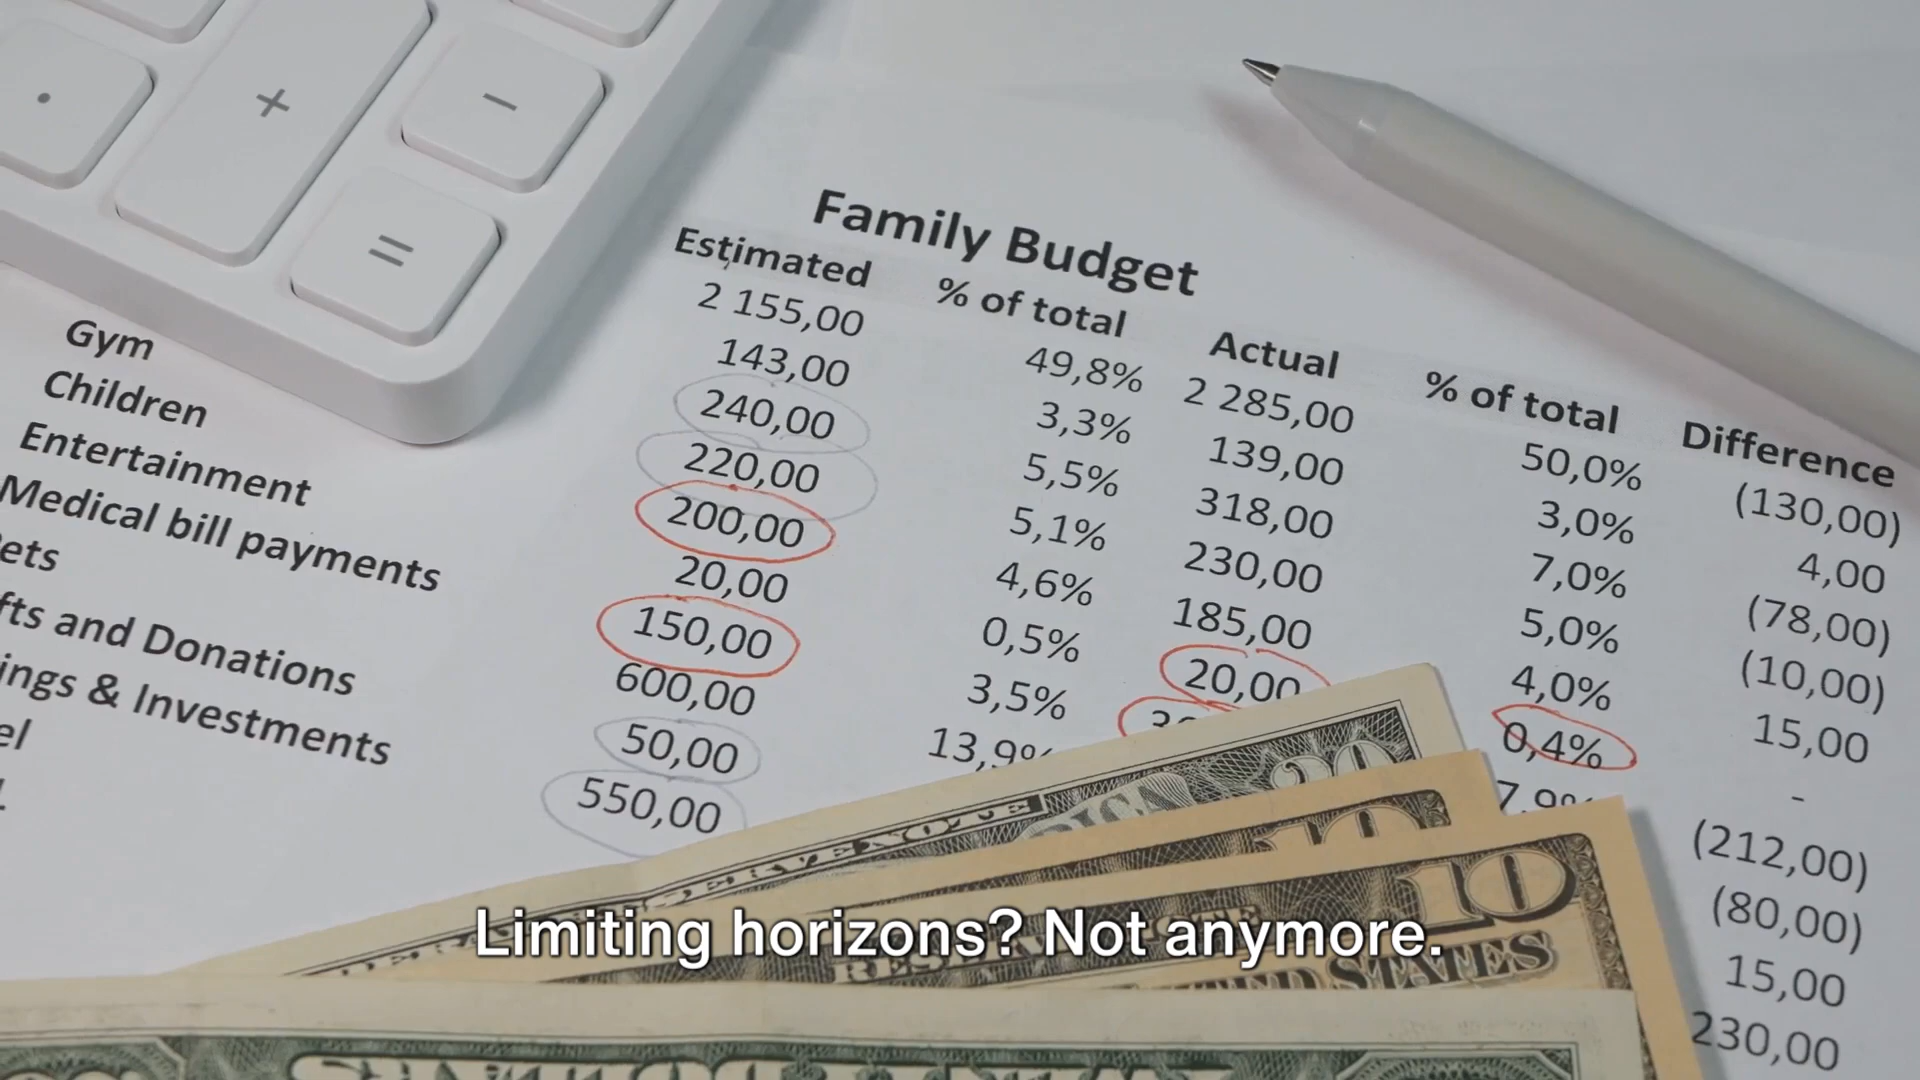 +
−
=
Family Budget
Estimated % of total Actual % of total Difference
2 155,00 49,8% 2 285,00 50,0% (130,00)
Gym 143,00 3,3% 139,00 3,0% 4,00
Children 240,00 5,5% 318,00 7,0% (78,00)
Entertainment 220,00 5,1% 230,00 5,0% (10,00)
Medical bill payments 200,00 4,6% 185,00 4,0% 15,00
20,00 0,5% 20,00 0,4% -
and Donations 150,00 3,5% (212,00)
& Investments 600,00 13,9% (80,00)
50,00 15,00
550,00 230,00
20
10
10
UNITED STATES
Limiting horizons? Not anymore.